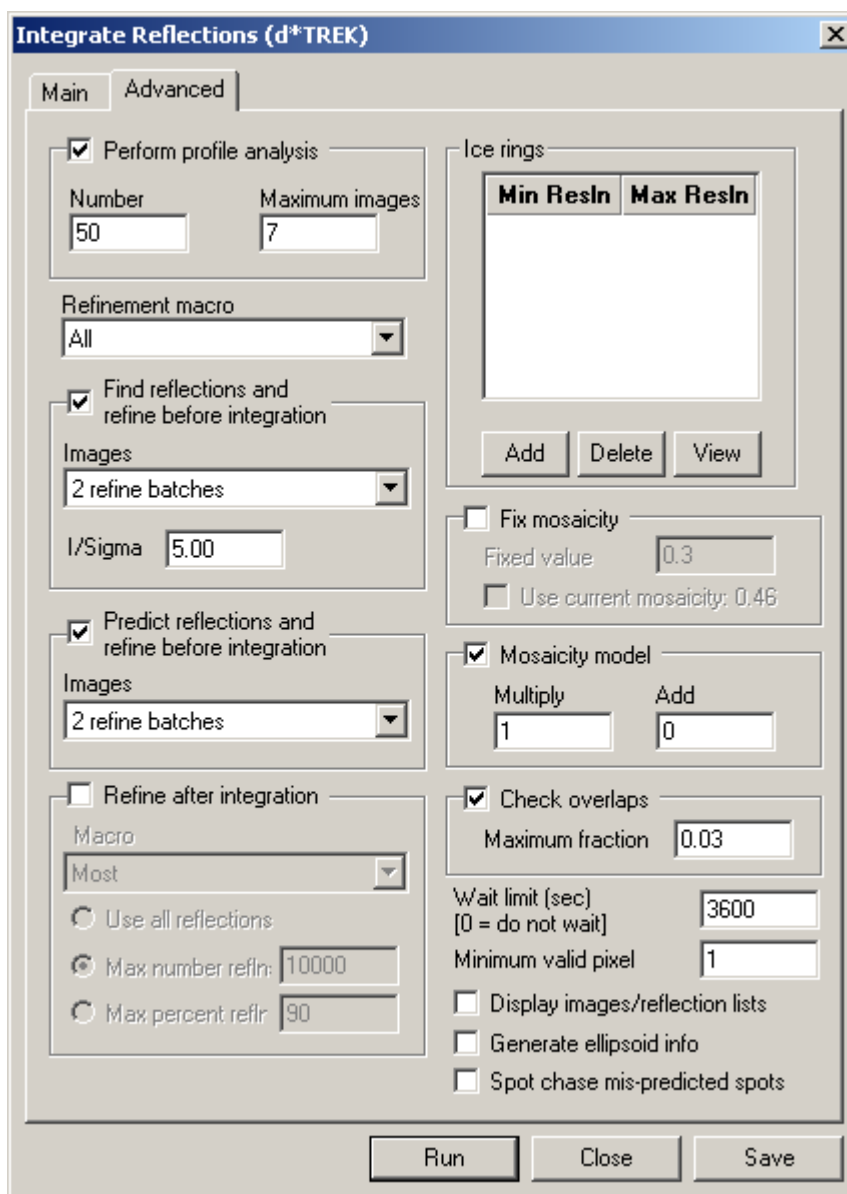 Integrate Reflections (d*TREK)
Main
Advanced
Perform profile analysis
Number
Maximum images
50
7
Refinement macro
All
Find reflections and
refine before integration
Images
2 refine batches
I/Sigma
5.00
Predict reflections and
refine before integration
Images
2 refine batches
Refine after integration
Macro
Most
Use all reflections
Max number refln:
10000
Max percent reflr
90
Ice rings
Min Resln
Max Resln
Add
Delete
View
Fix mosaicity
Fixed value
0.3
Use current mosaicity: 0.46
Mosaicity model
Multiply
Add
1
0
Check overlaps
Maximum fraction
0.03
Wait limit (sec)
[0 = do not wait]
3600
Minimum valid pixel
1
Display images/reflection lists
Generate ellipsoid info
Spot chase mis-predicted spots
Run
Close
Save